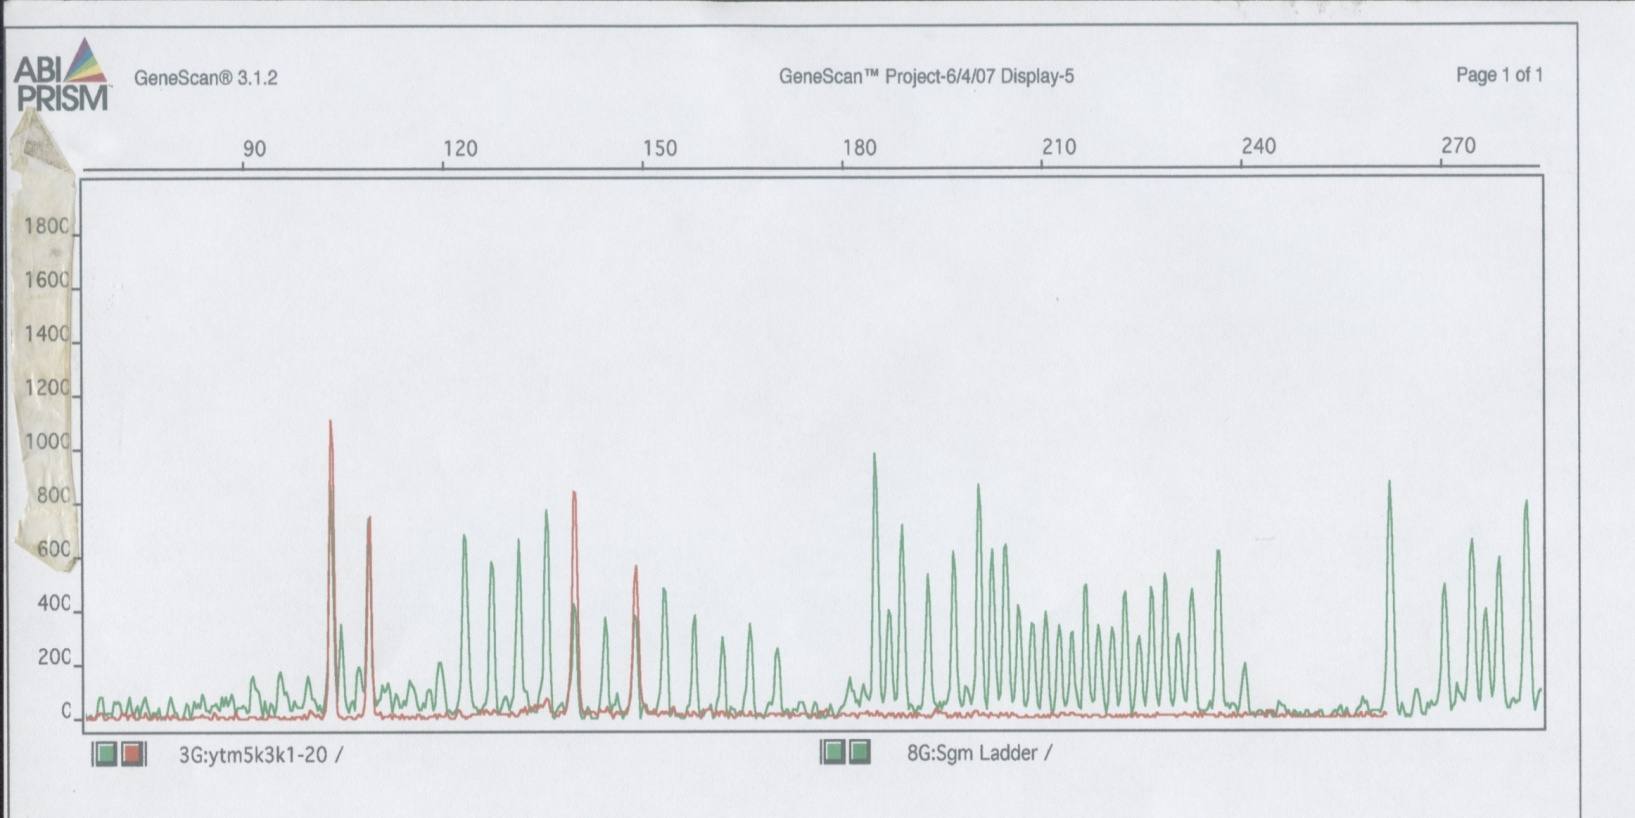 ABI
PRISM
GeneScan® 3.1.2
GeneScan™ Project-6/4/07 Display-5
Page 1 of 1
90 120 150 180 210 240 270
1800
1600
1400
1200
1000
800
600
400
200
0
3G:ytm5k3k1-20 /
8G:Sgm Ladder /